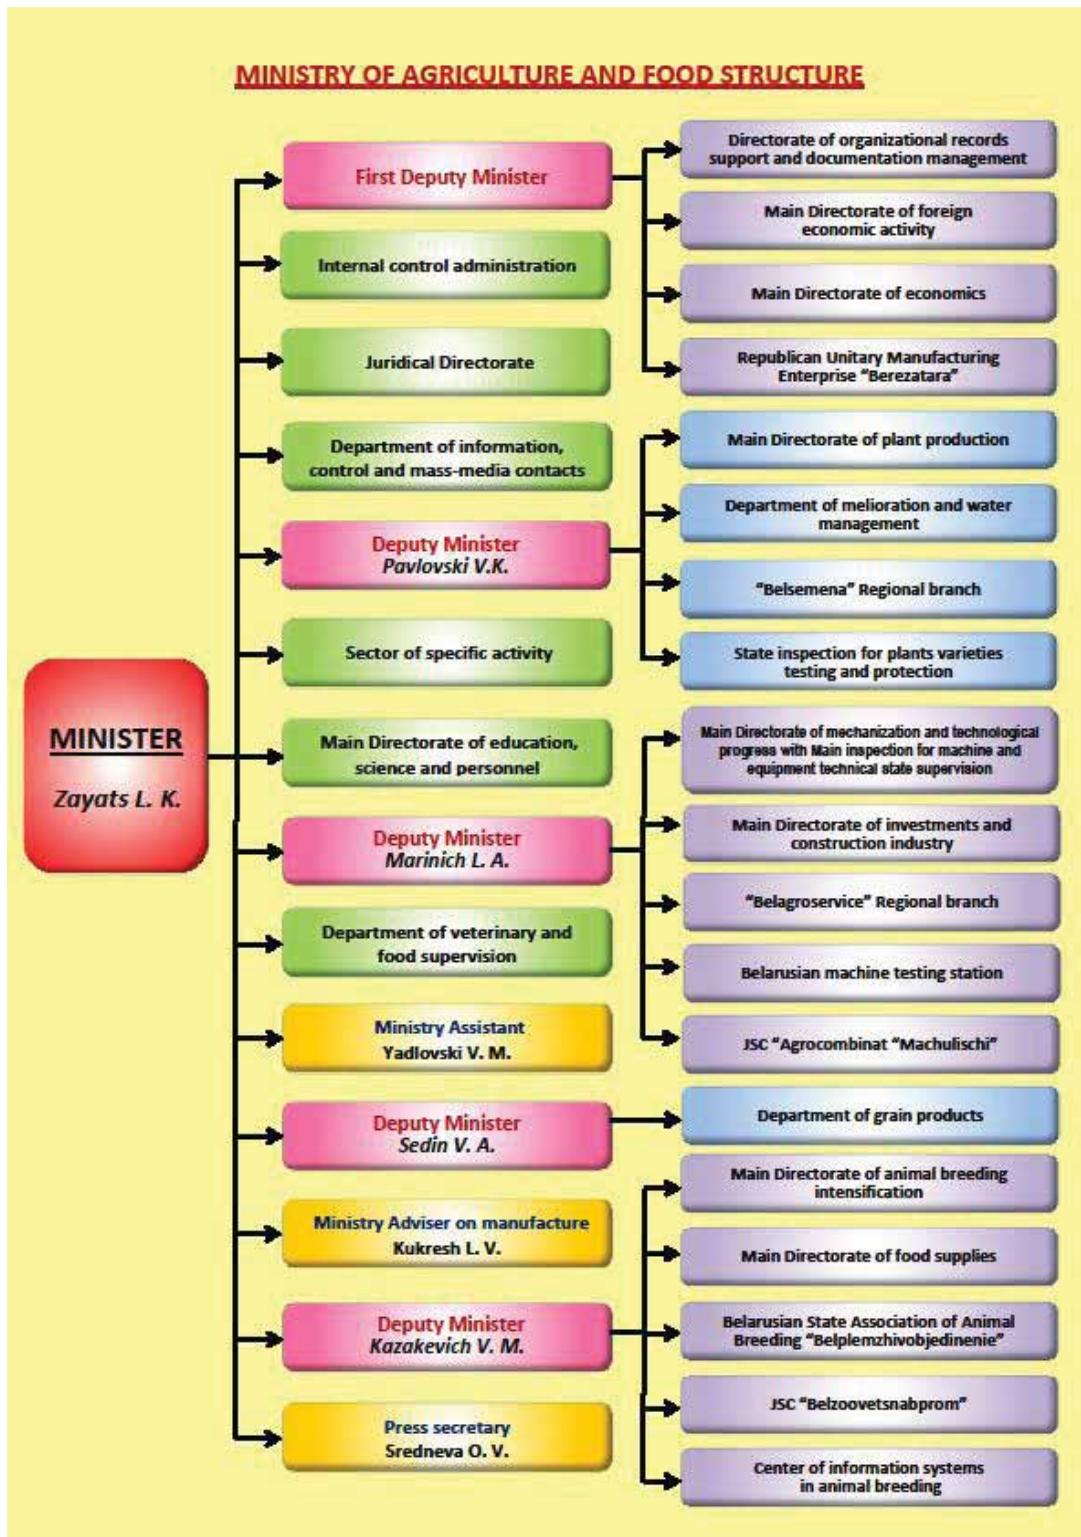 MINISTRY OF AGRICULTURE AND FOOD STRUCTURE
MINISTER
Zayats L. K.
First Deputy Minister
Internal control administration
Juridical Directorate
Department of information,
control and mass-media contacts
Deputy Minister
Pavlovski V.K.
Sector of specific activity
Main Directorate of education,
science and personnel
Deputy Minister
Marinich L. A.
Department of veterinary and
food supervision
Ministry Assistant
Yadlovski V. M.
Deputy Minister
Sedin V. A.
Ministry Adviser on manufacture
Kukresh L. V.
Deputy Minister
Kazakevich V. M.
Press secretary
Sredneva O. V.
Directorate of organizational records
support and documentation management
Main Directorate of foreign
economic activity
Main Directorate of economics
Republican Unitary Manufacturing
Enterprise “Berezatara”
Main Directorate of plant production
Department of melioration and water
management
“Belsemena” Regional branch
State inspection for plants varieties
testing and protection
Main Directorate of mechanization and technological
progress with Main inspection for machine and
equipment technical state supervision
Main Directorate of investments and
construction industry
“Belagroservice” Regional branch
Belarusian machine testing station
JSC “Agrocombinat “Machulischi”
Department of grain products
Main Directorate of animal breeding
intensification
Main Directorate of food supplies
Belarusian State Association of Animal
Breeding “Belplemzhivobjedinenie”
JSC “Belzoovetsnabprom”
Center of information systems
in animal breeding